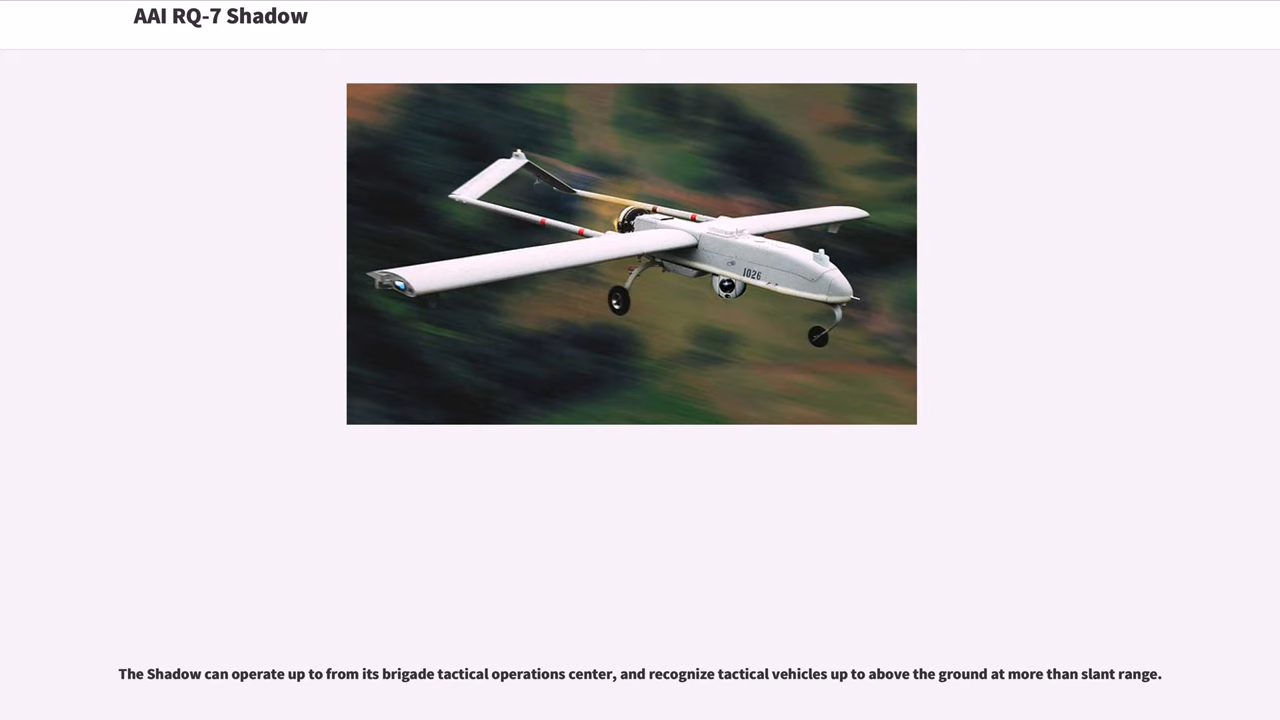 AAI RQ-7 Shadow
1026
The Shadow can operate up to from its brigade tactical operations center, and recognize tactical vehicles up to above the ground at more than slant range.